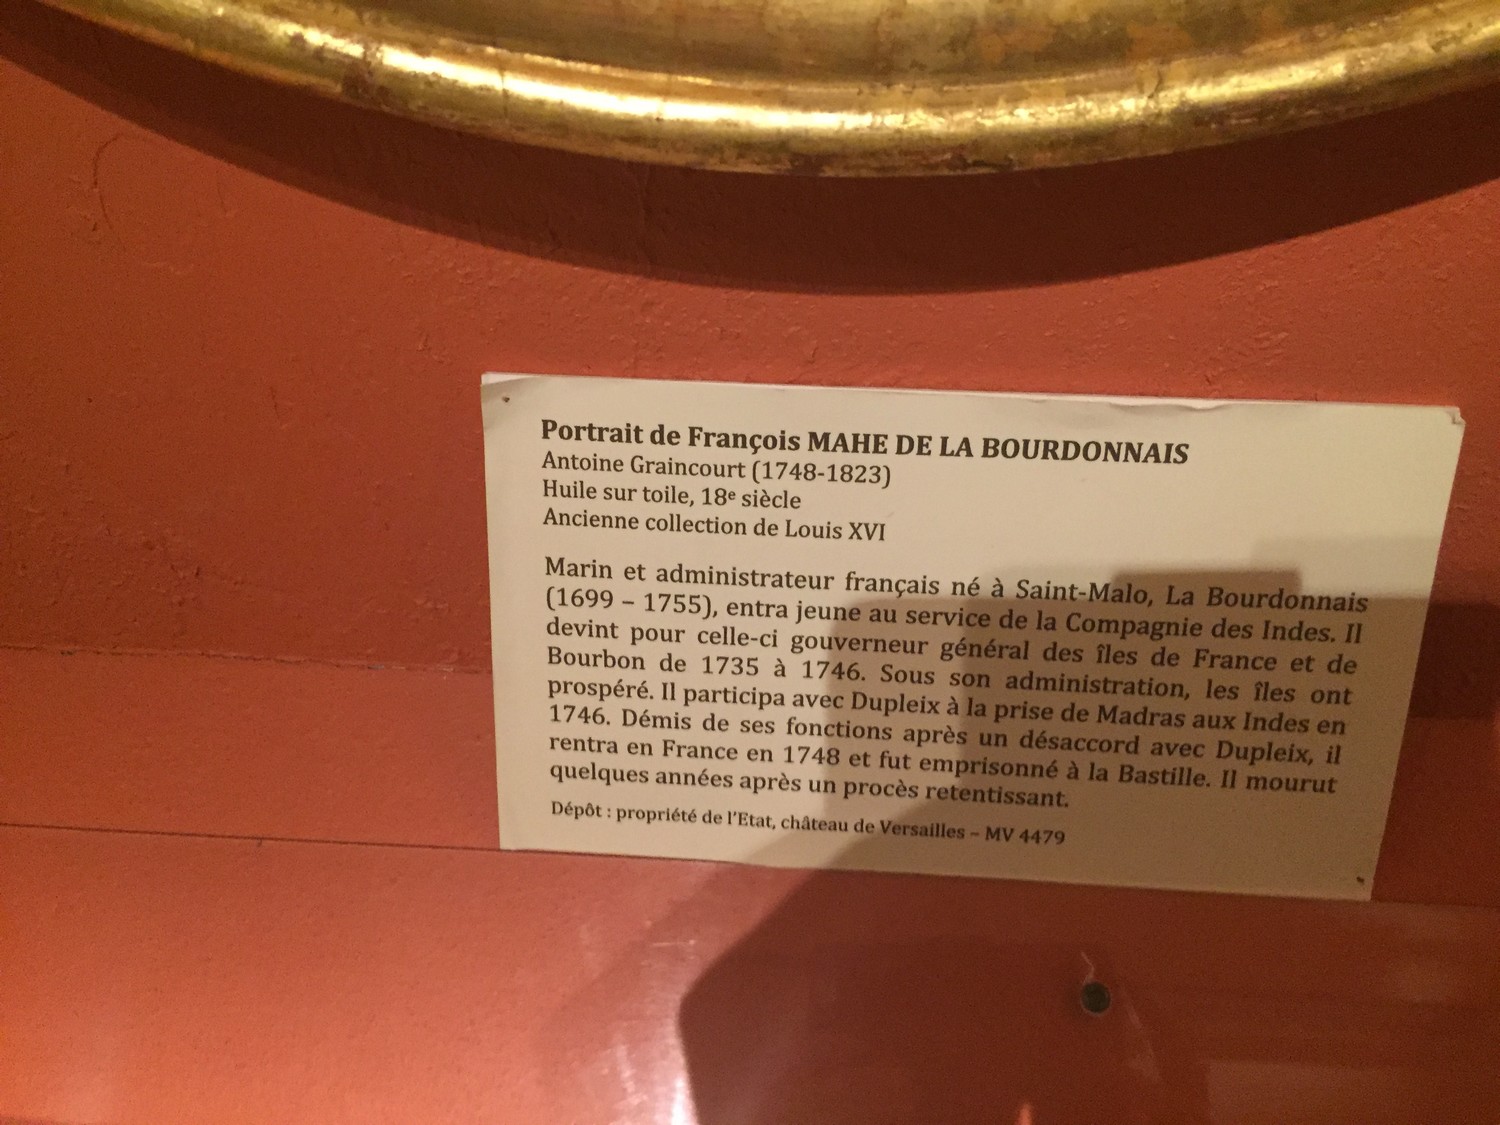 Portrait de François MAHE DE LA BOURDONNAIS
Antoine Graincourt (1748-1823)
Huile sur toile, 18e siècle
Ancienne collection de Louis XVI
Marin et administrateur français né à Saint-Malo, La Bourdonnais
(1699 – 1755), entra jeune au service de la Compagnie des Indes. Il
devint pour celle-ci gouverneur général des îles de France et de
Bourbon de 1735 à 1746. Sous son administration, les îles ont
prospéré. Il participa avec Dupleix à la prise de Madras aux Indes en
1746. Démis de ses fonctions après un désaccord avec Dupleix, il
rentra en France en 1748 et fut emprisonné à la Bastille. Il mourut
quelques années après un procès retentissant.
Dépôt : propriété de l'Etat, château de Versailles – MV 4479